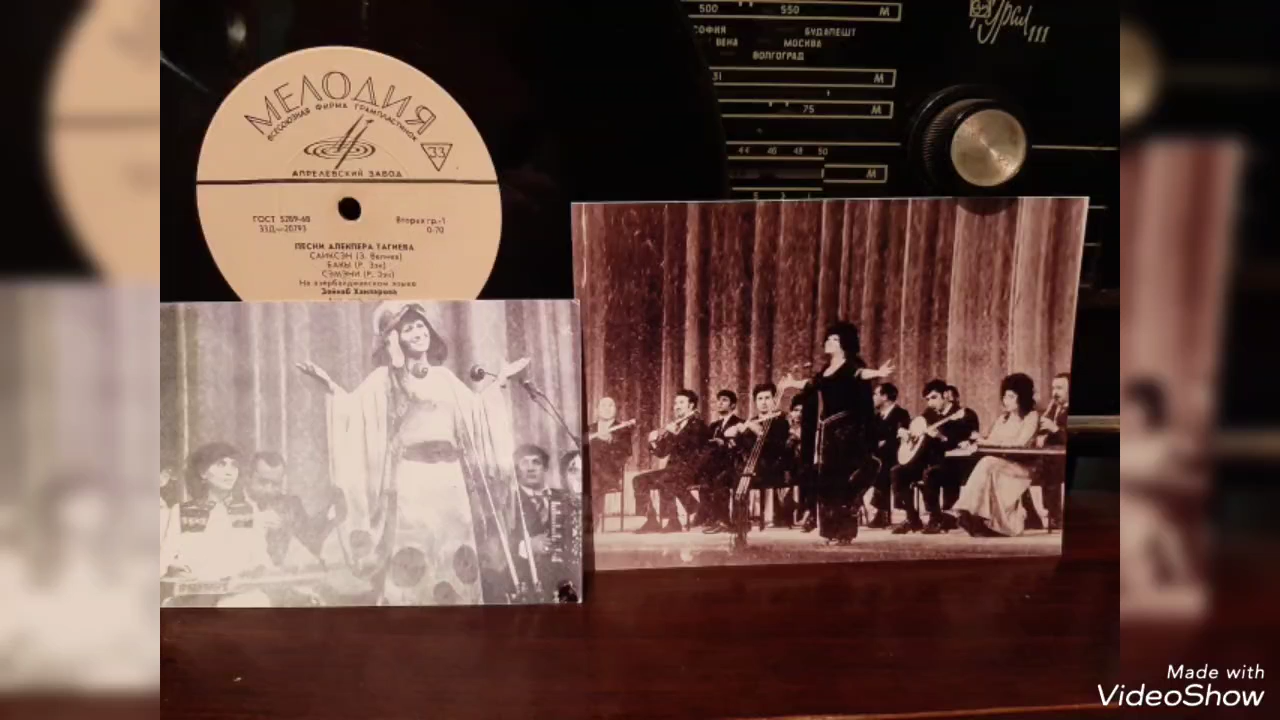 МЕЛОДИЯ
ВСЕСОЮЗНАЯ ФИРМА ГРАМПЛАСТИНОК
33
АПРЕЛЕВСКИЙ ЗАВОД
ГОСТ 5289-68
33Д—20793
Вторая гр.-1
0-70
ПЕСНИ АЛЕКПЕРА ТАГИЕВА
САИКСЭН (З. Велиев)
БАКЫ (Р. Зэк)
СЭМЭНИ (Р. Зэк)
На азербайджанском языке
Зейнаб Ханларова
500 550 М
СОФИЯ БУДАПЕШТ
ВЕНА МОСКВА
ВОЛГОГРАД
31 М
75 М
44 46 48 50
М
Урал 111
Made with
VideoShow